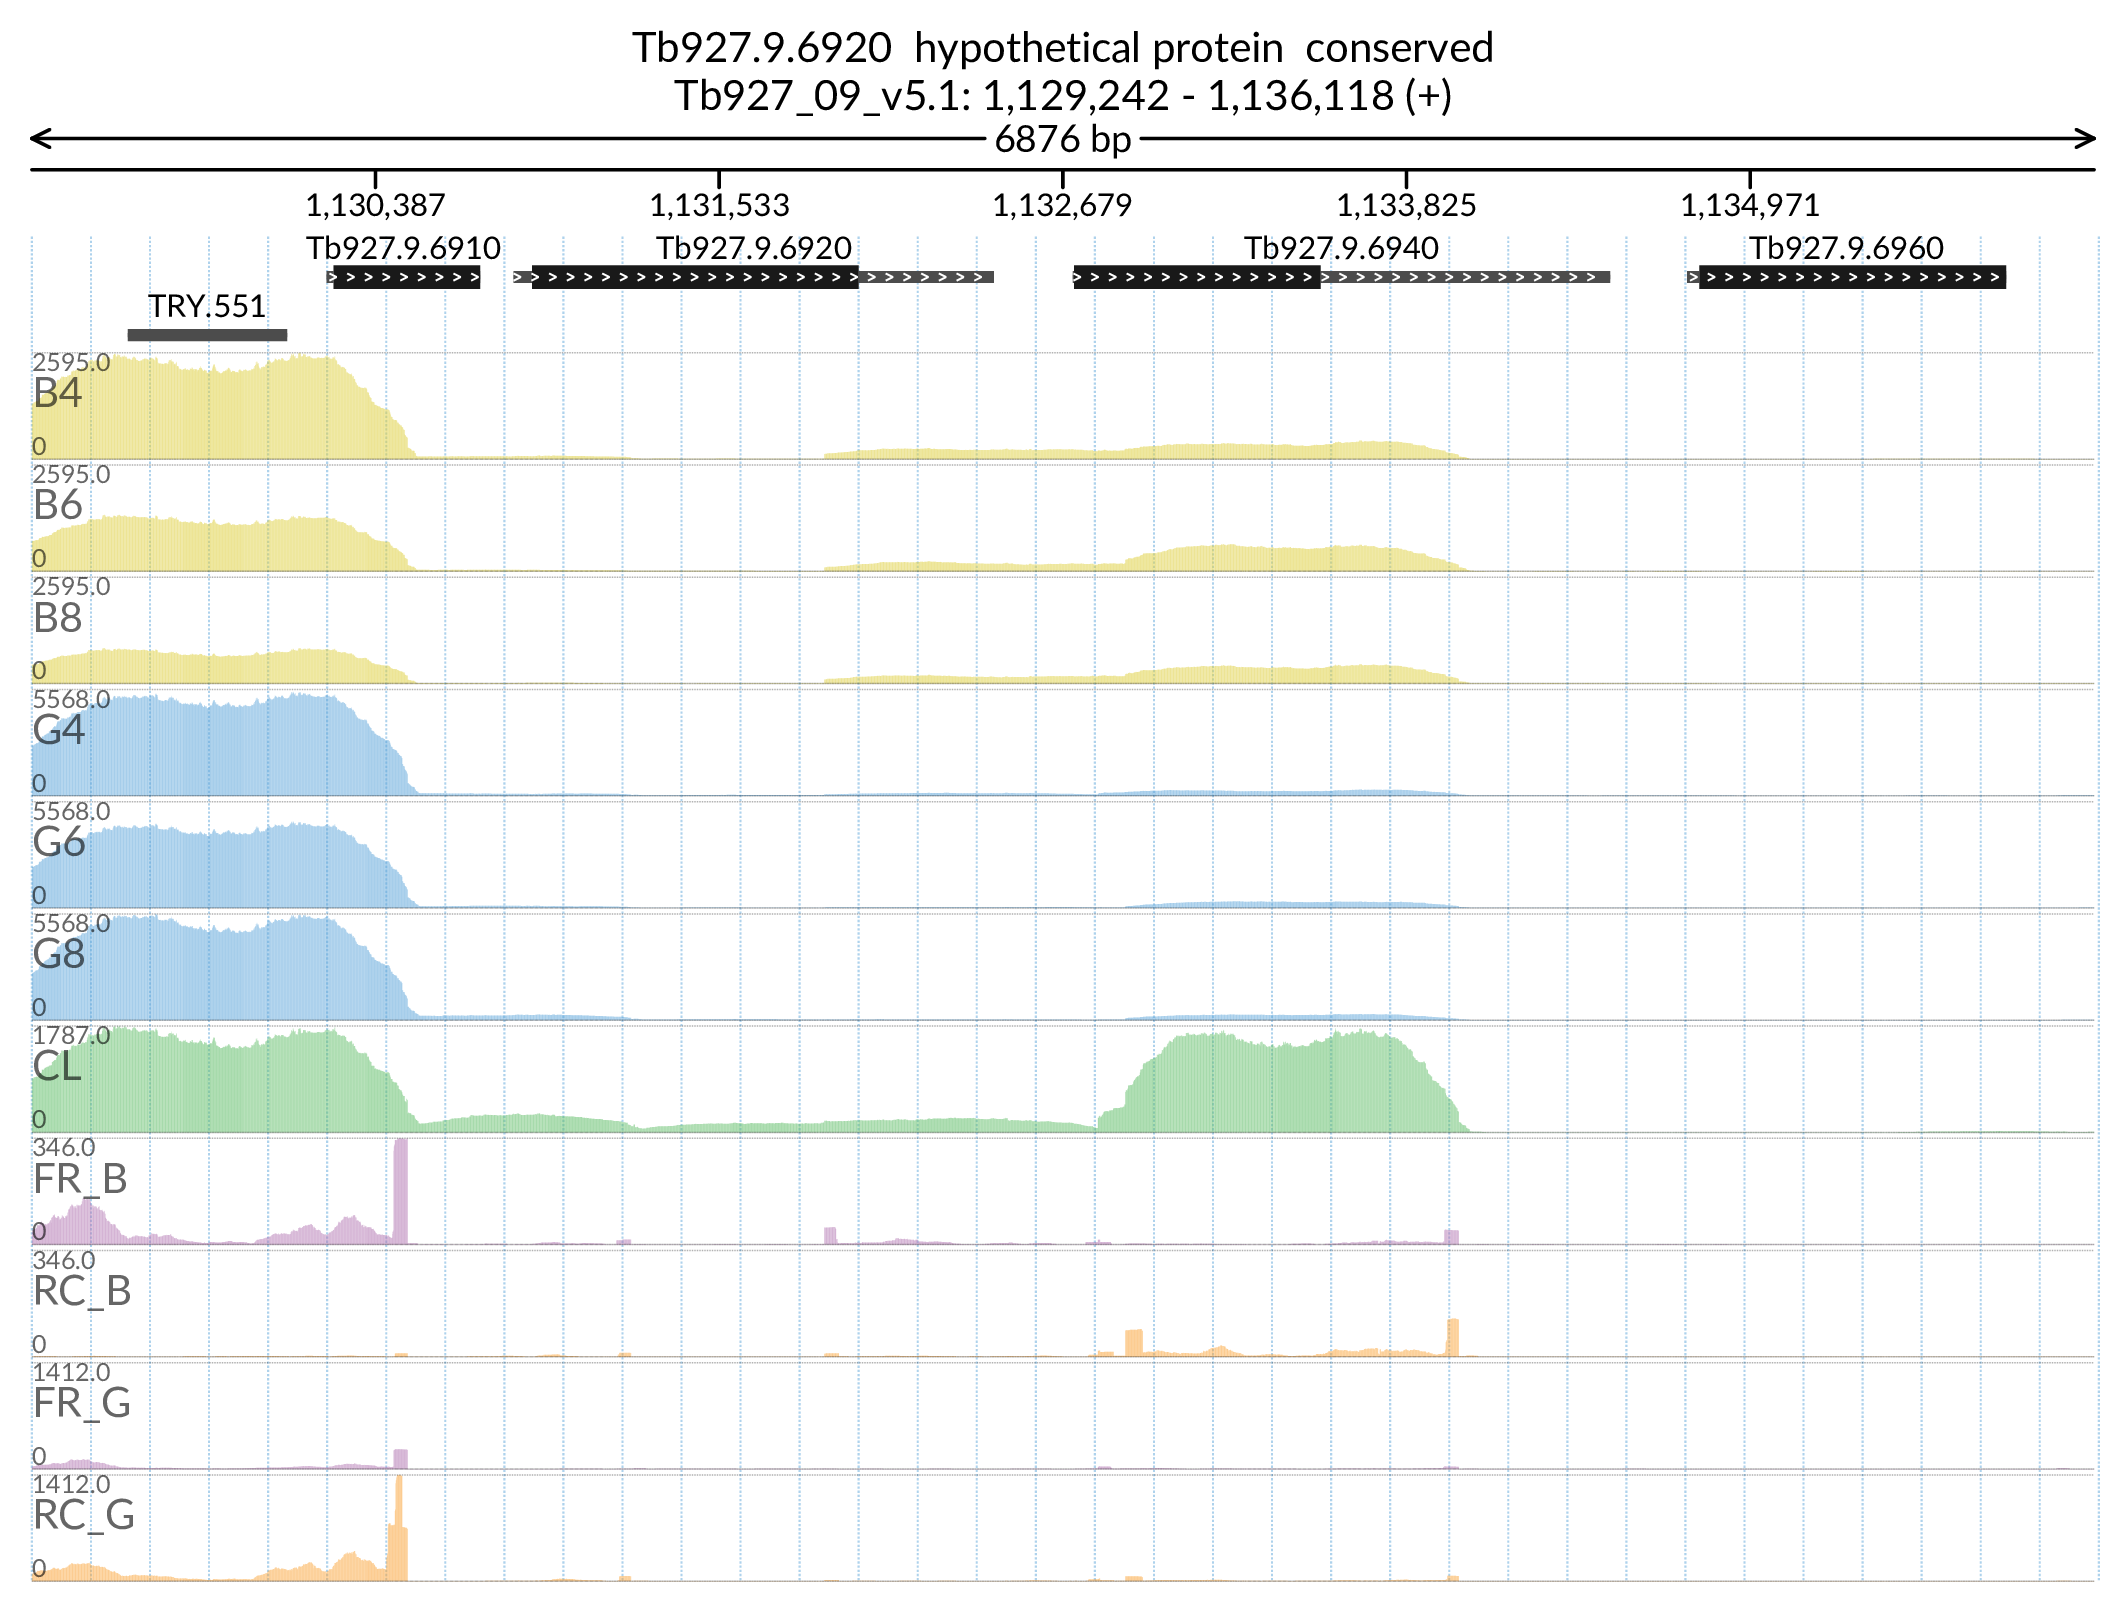 Tb927.9.6920  hypothetical protein  conserved
Tb927_09_v5.1: 1,129,242 - 1,136,118 (+)
6876 bp
1,130,387 1,131,533 1,132,679 1,133,825 1,134,971
Tb927.9.6910 Tb927.9.6920 Tb927.9.6940 Tb927.9.6960
TRY.551
2595.0
B4
0
2595.0
B6
0
2595.0
B8
0
5568.0
G4
0
5568.0
G6
0
5568.0
G8
0
1787.0
CL
0
346.0
FR_B
0
346.0
RC_B
0
1412.0
FR_G
0
1412.0
RC_G
0